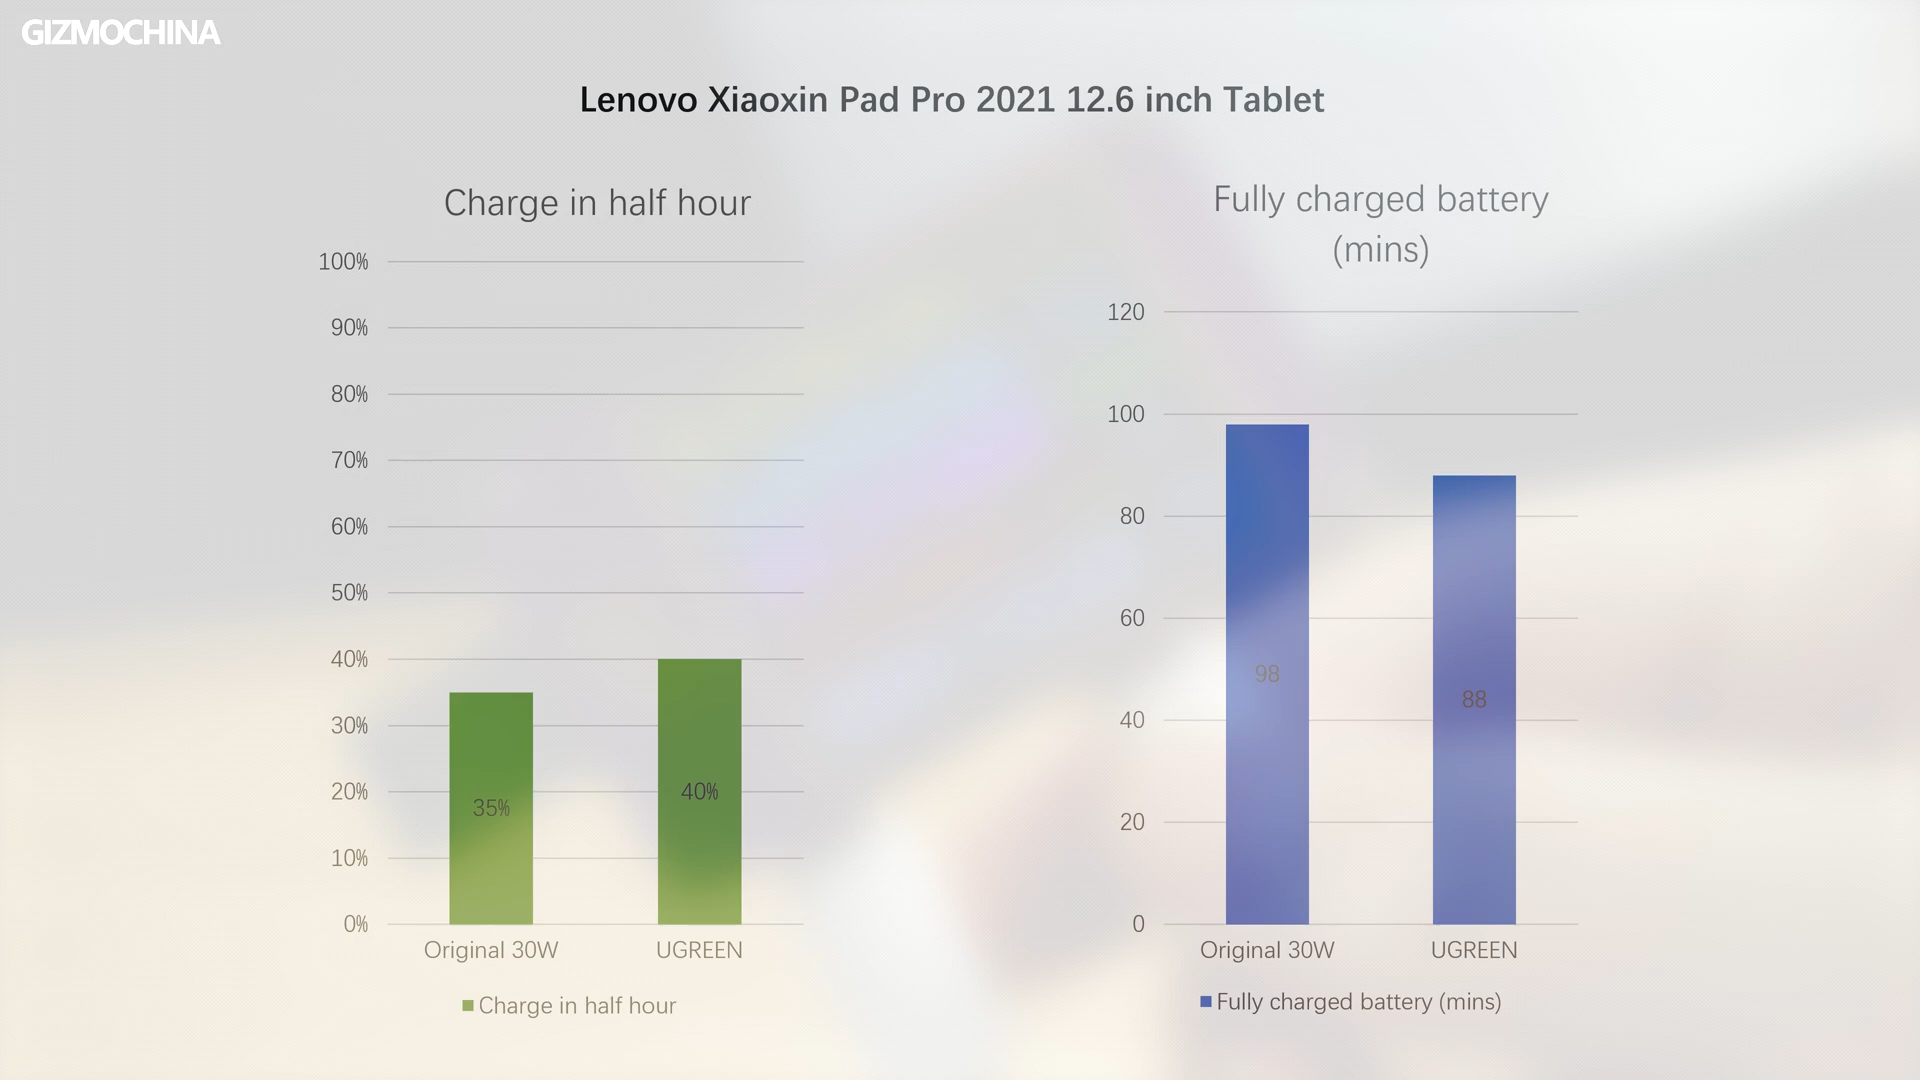 GIZMOCHINA
Lenovo Xiaoxin Pad Pro 2021 12.6 inch Tablet
Charge in half hour
100%
90%
80%
70%
60%
50%
40%
30%
20%
10%
0%
35%
40%
Original 30W
UGREEN
Charge in half hour
Fully charged battery
(mins)
120
100
80
60
40
20
0
98
88
Original 30W
UGREEN
Fully charged battery (mins)